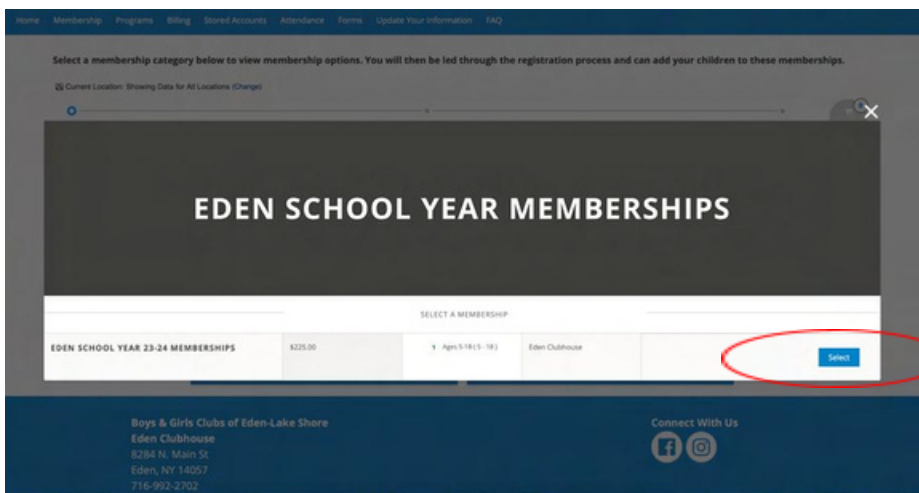 Home Membership Programs Billing Stored Accounts Attendance Forms Update Your Information FAQ
Select a membership category below to view membership options. You will then be led through the registration process and can add your children to these memberships.
Current Location: Showing Data for All Locations (Change)
EDEN SCHOOL YEAR MEMBERSHIPS
SELECT A MEMBERSHIP
EDEN SCHOOL YEAR 23-24 MEMBERSHIPS $225.00 Ages 5-18 ( 5 - 18 ) Eden Clubhouse Select
Boys & Girls Clubs of Eden-Lake Shore
Eden Clubhouse
8284 N. Main St
Eden, NY 14057
716-992-2702
Connect With Us